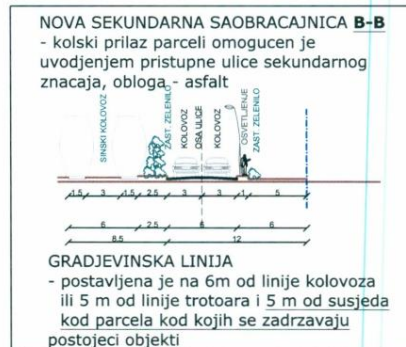 NOVA SEKUNDARNA SAOBRACAJNICA B-B
- kolski prilaz parceli omogucen je
uvodjenjem pristupne ulice sekundarnog
znacaja, obloga - asfalt
SINSKI KOLOVOZ
ZAST. ZELENILO
KOLOVOZ
OSA ULICE
KOLOVOZ
OSVETLJENJE
ZAST. ZELENILO
1.5 3 1.5 2.5 3 3 1 5
6 2.5 6 6
8.5 12
GRADJEVINSKA LINIJA
- postavljena je na 6m od linije kolovoza
ili 5 m od linije trotoara i 5 m od susjeda
kod parcela kod kojih se zadrzavaju
postojeci objekti